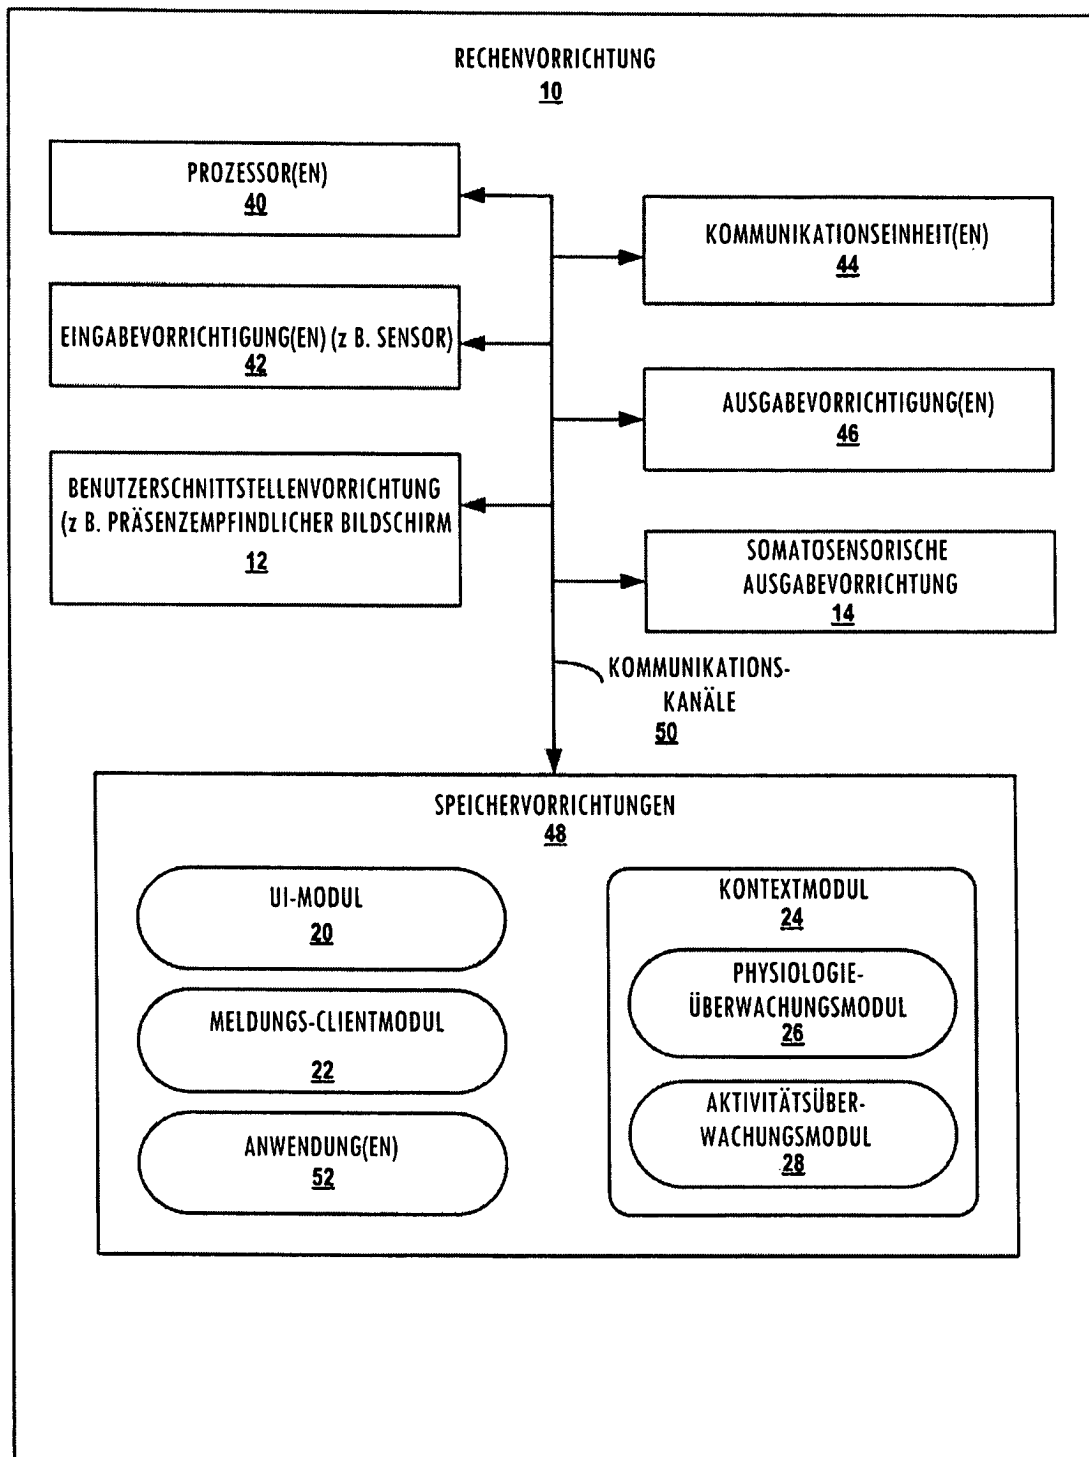 RECHENVORRICHTUNG
10
PROZESSOR(EN)
40
KOMMUNIKATIONSEINHEIT(EN)
44
EINGABEVORRICHTIGUNG(EN) (z B. SENSOR)
42
AUSGABEVORRICHTIGUNG(EN)
46
BENUTZERSCHNITTSTELLENVORRICHTUNG
(z B. PRÄSENZEMPFINDLICHER BILDSCHIRM
12
SOMATOSENSORISCHE
AUSGABEVORRICHTUNG
14
KOMMUNIKATIONS-
KANÄLE
50
SPEICHERVORRICHTUNGEN
48
UI-MODUL
20
MELDUNGS-CLIENTMODUL
22
ANWENDUNG(EN)
52
KONTEXTMODUL
24
PHYSIOLOGIE-
ÜBERWACHUNGSMODUL
26
AKTIVITÄTSÜBER-
WACHUNGSMODUL
28